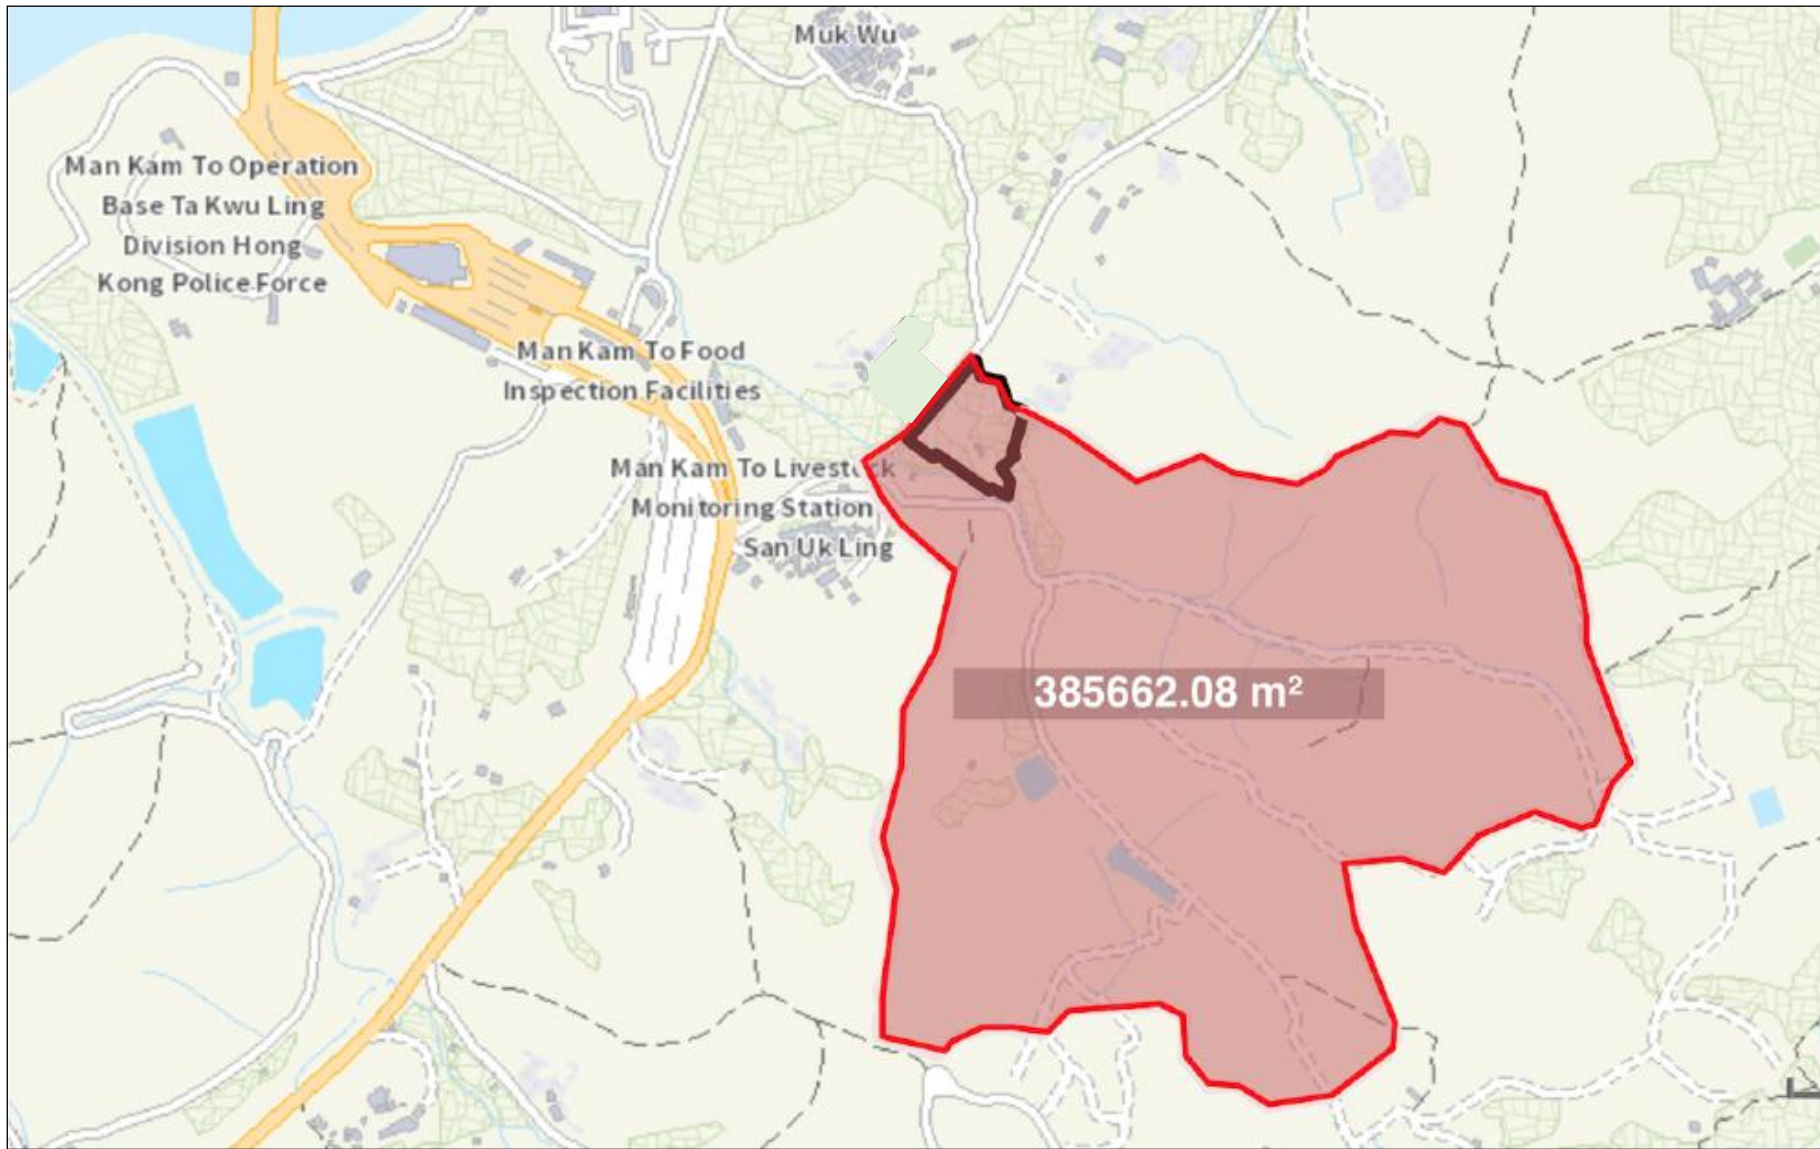 Muk Wu
Man Kam To Operation
Base Ta Kwu Ling
Division Hong
Kong Police Force
Man Kam To Food
Inspection Facilities
Man Kam To Livestock
Monitoring Station
San Uk Ling
385662.08 m²